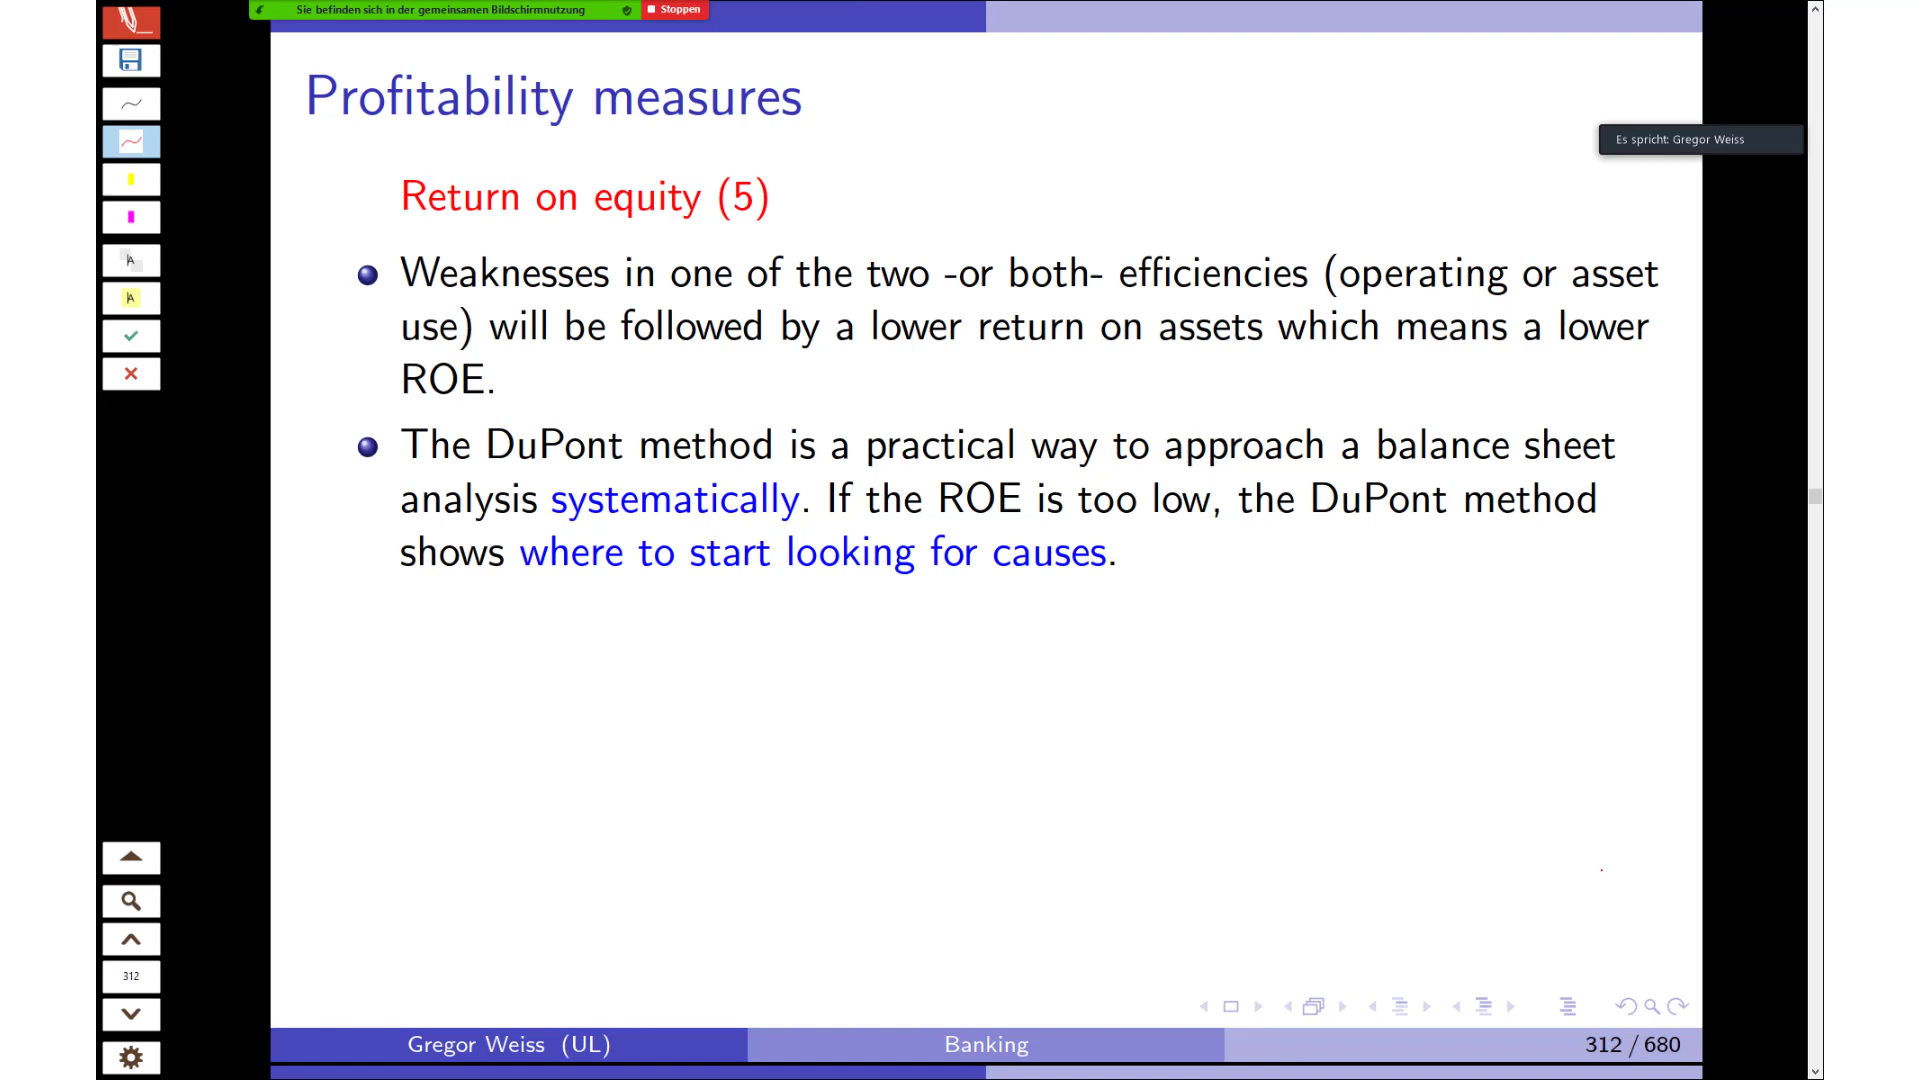 Sie befinden sich in der gemeinsamen Bildschirmnutzung
Stoppen
Profitability measures
Es spricht: Gregor Weiss
Return on equity (5)
Weaknesses in one of the two -or both- efficiencies (operating or asset
use) will be followed by a lower return on assets which means a lower
ROE.
The DuPont method is a practical way to approach a balance sheet
analysis systematically. If the ROE is too low, the DuPont method
shows where to start looking for causes.
A
A
312
Gregor Weiss (UL)
Banking
312 / 680